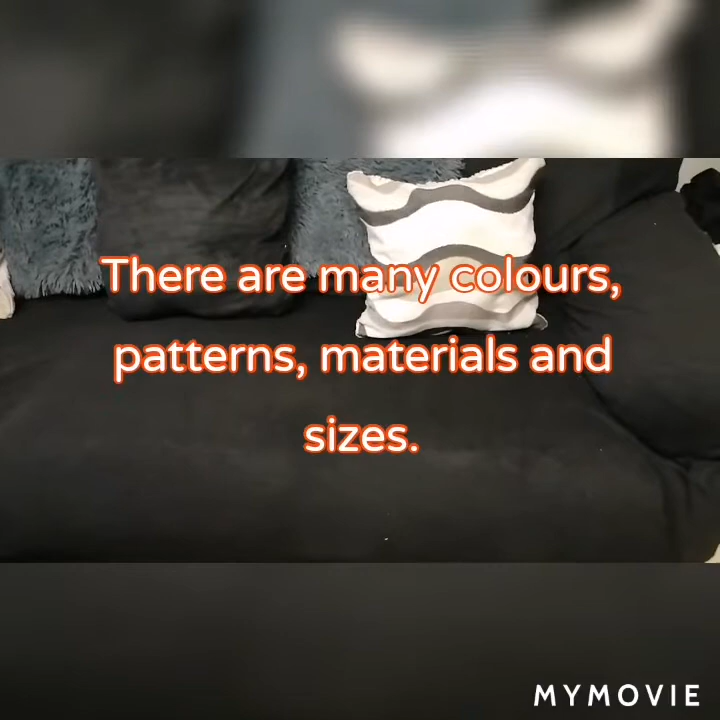 There are many colours,
patterns, materials and
sizes.
MYMOVIE